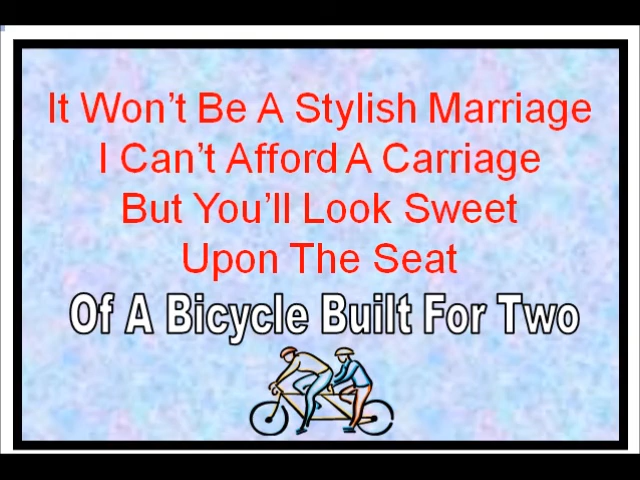 It Won't Be A Stylish Marriage
I Can't Afford A Carriage
But You'll Look Sweet
Upon The Seat
Of A Bicycle Built For Two